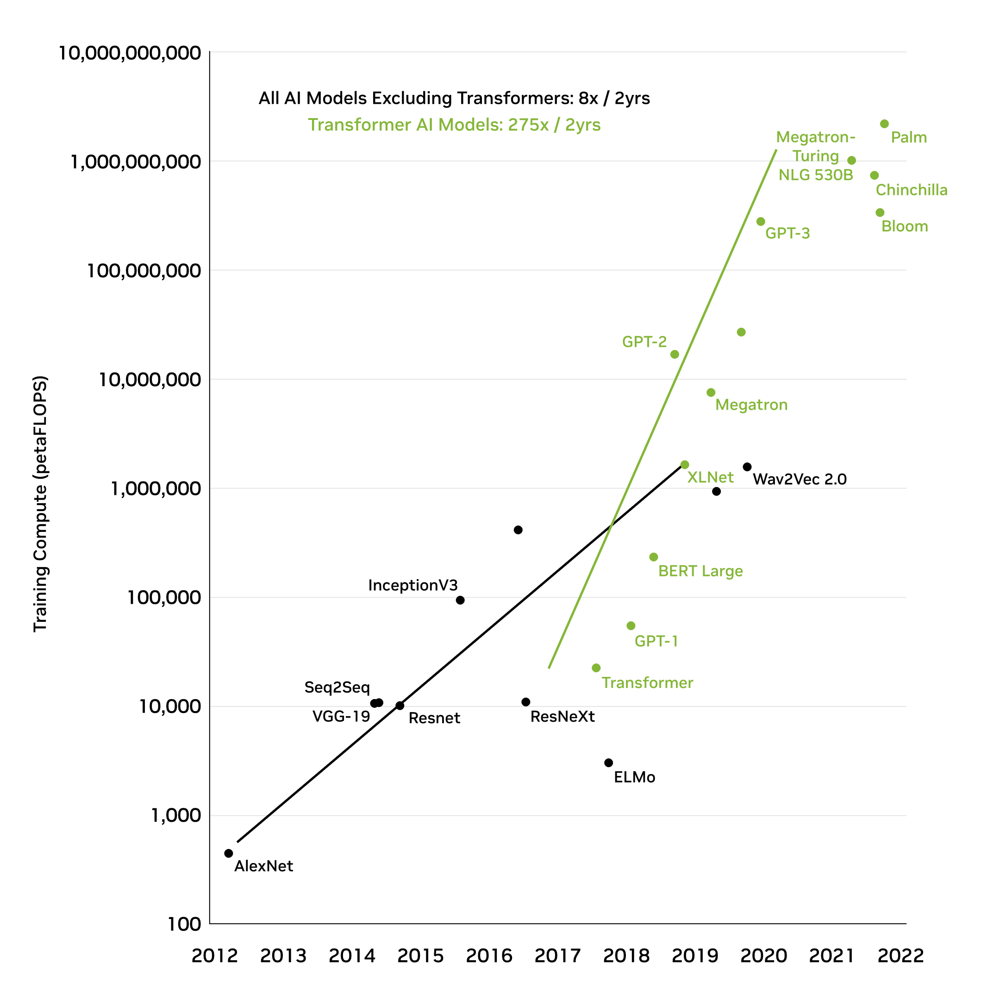 10,000,000,000
All AI Models Excluding Transformers: 8x / 2yrs
Transformer AI Models: 275x / 2yrs
Megatron-
Turing
NLG 530B
Palm
1,000,000,000
Chinchilla
Bloom
GPT-3
100,000,000
GPT-2
10,000,000
Megatron
XLNet
Wav2Vec 2.0
1,000,000
BERT Large
InceptionV3
100,000
GPT-1
Transformer
Seq2Seq
VGG-19
Resnet
ResNeXt
10,000
ELMo
1,000
AlexNet
100
Training Compute (petaFLOPS)
2012 2013 2014 2015 2016 2017 2018 2019 2020 2021 2022